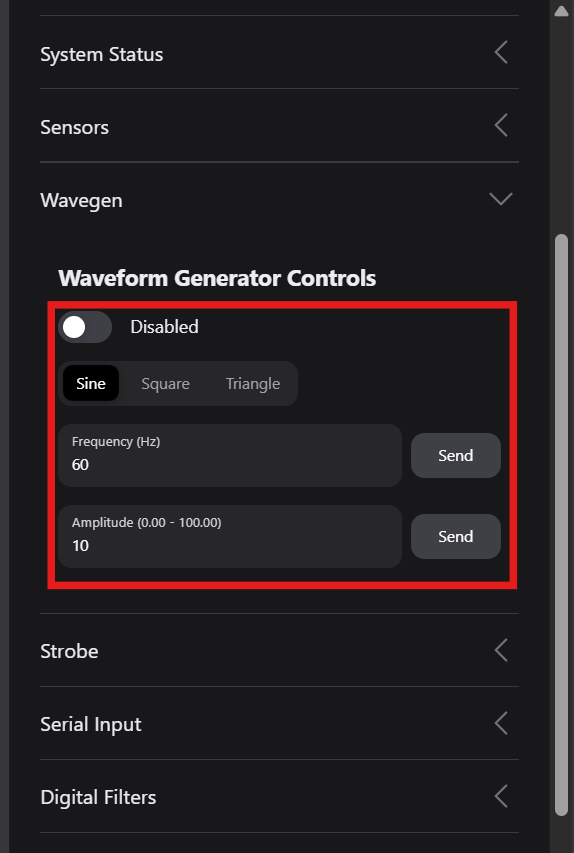 System Status
Sensors
Wavegen
Waveform Generator Controls
Disabled
Sine Square Triangle
Frequency (Hz)
60
Send
Amplitude (0.00 - 100.00)
10
Send
Strobe
Serial Input
Digital Filters